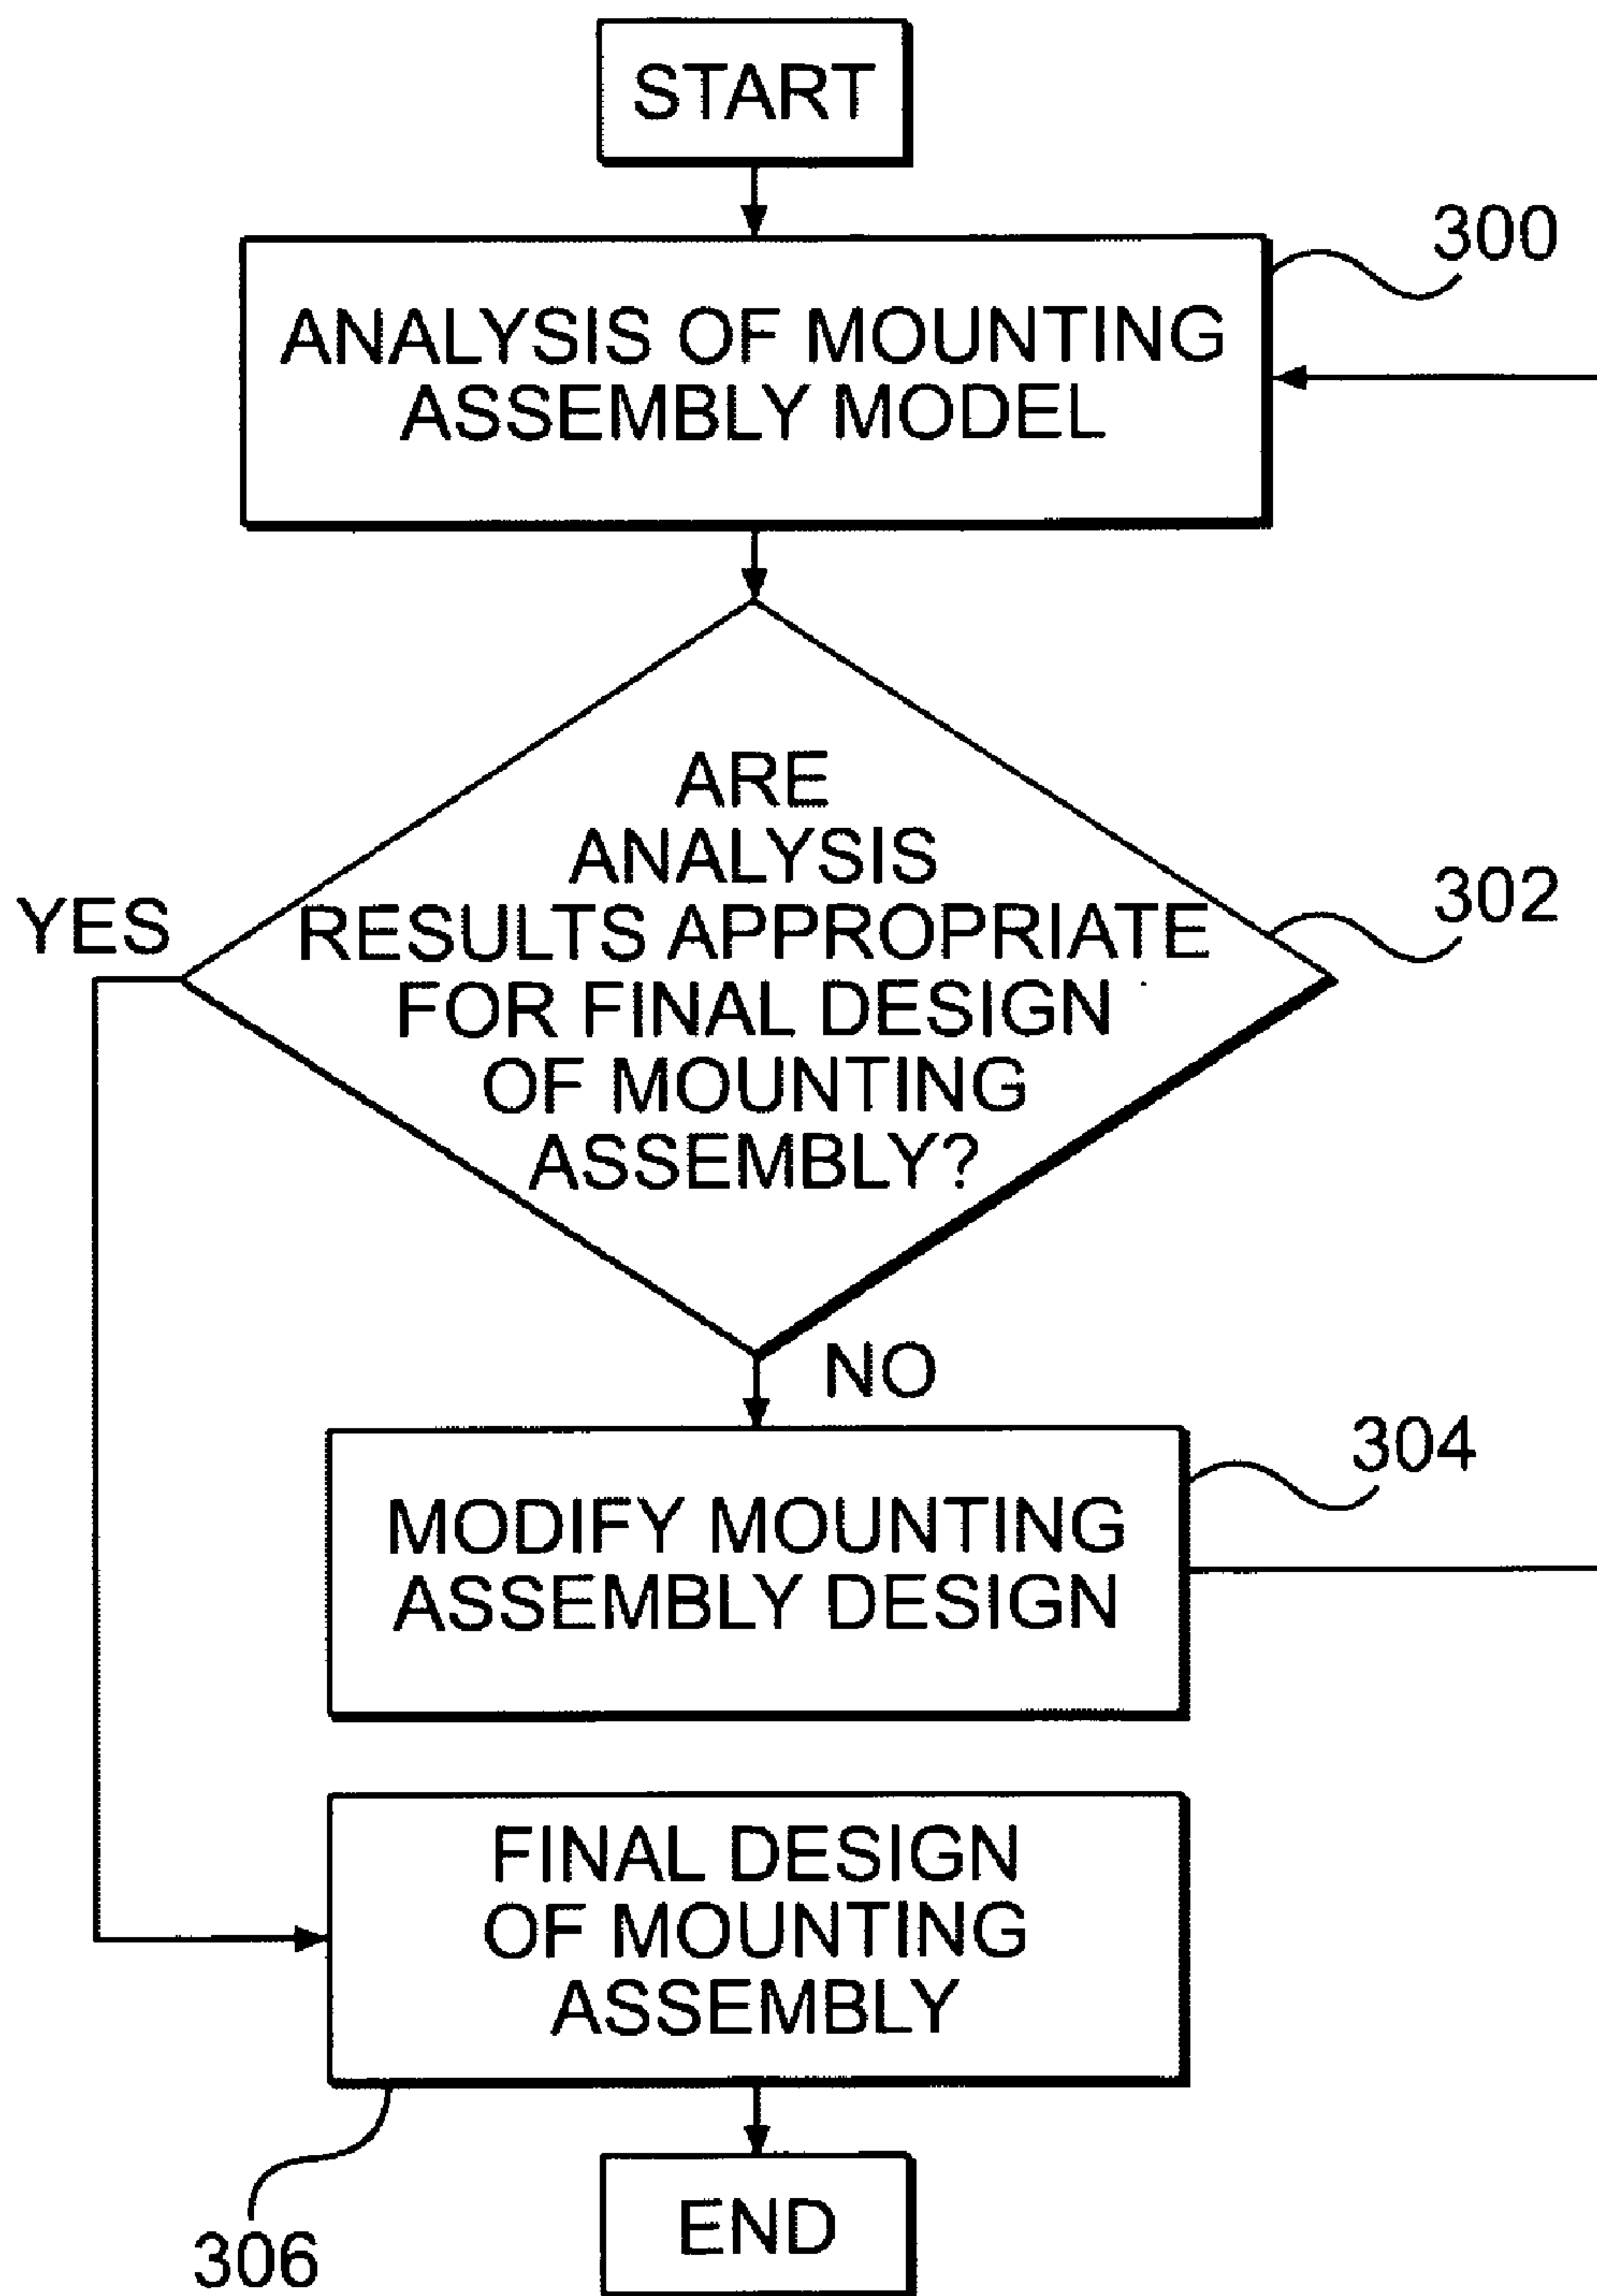 START
300
ANALYSIS OF MOUNTING
ASSEMBLY MODEL
ARE
ANALYSIS
RESULTS APPROPRIATE
FOR FINAL DESIGN
OF MOUNTING
ASSEMBLY?
302
YES
NO
304
MODIFY MOUNTING
ASSEMBLY DESIGN
FINAL DESIGN
OF MOUNTING
ASSEMBLY
306
END